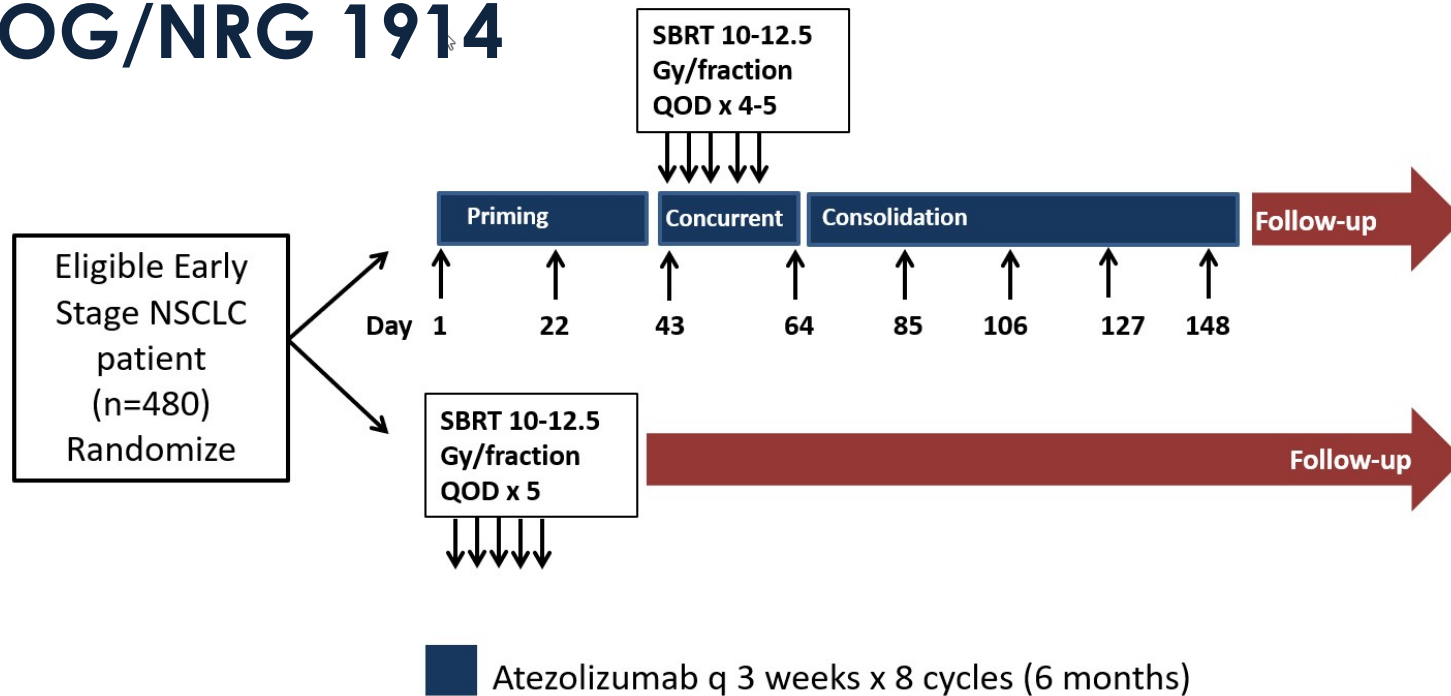 OG/NRG 1914
SBRT 10-12.5
Gy/fraction
QOD x 4-5
Priming
Concurrent
Consolidation
Follow-up
Eligible Early
Stage NSCLC
patient
(n=480)
Randomize
Day 1 22 43 64 85 106 127 148
SBRT 10-12.5
Gy/fraction
QOD x 5
Follow-up
Atezolizumab q 3 weeks x 8 cycles (6 months)